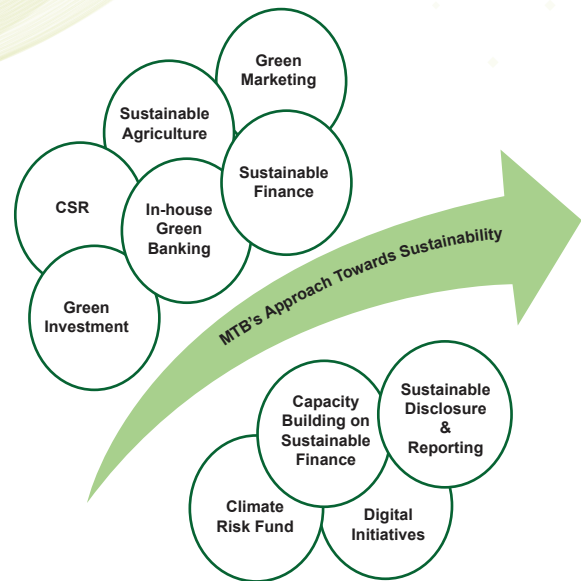 Green
Marketing
Sustainable
Agriculture
Sustainable
Finance
CSR
In-house
Green
Banking
Green
Investment
MTB's Approach Towards Sustainability
Capacity
Building on
Sustainable
Finance
Sustainable
Disclosure
&
Reporting
Climate
Risk Fund
Digital
Initiatives